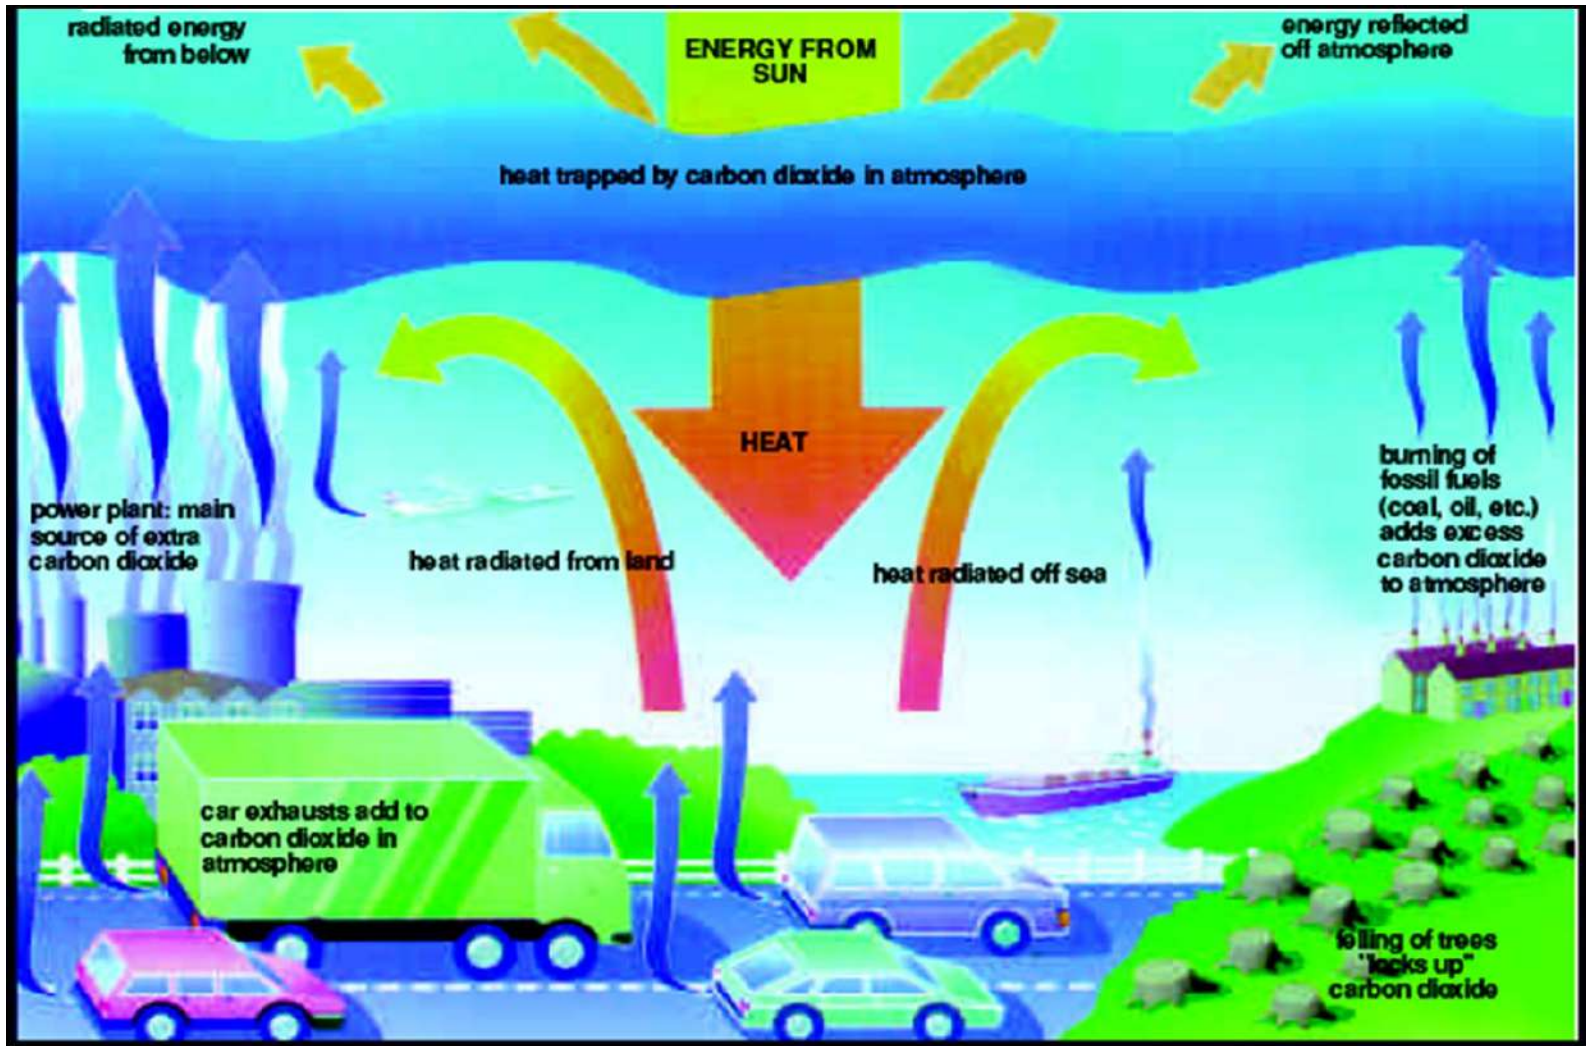 radiated energy
from below
ENERGY FROM
SUN
energy reflected
off atmosphere
heat trapped by carbon dioxide in atmosphere
HEAT
power plant: main
source of extra
carbon dioxide
heat radiated from land
heat radiated off sea
burning of
fossil fuels
(coal, oil, etc.)
adds excess
carbon dioxide
to atmosphere
car exhausts add to
carbon dioxide in
atmosphere
felling of trees
"locks up"
carbon dioxide